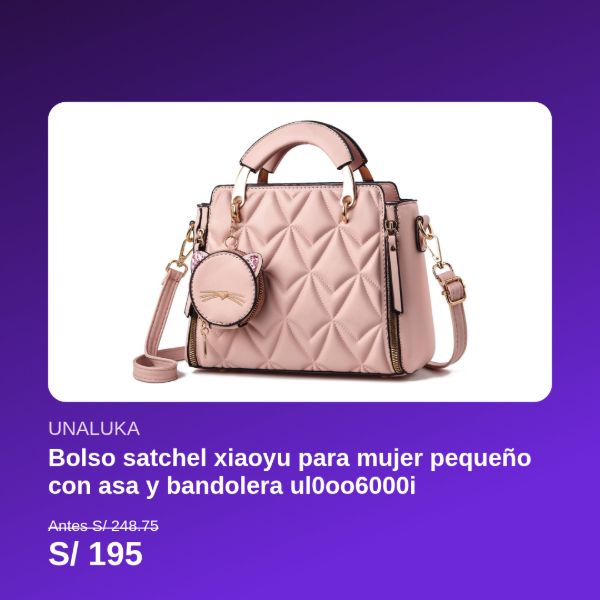 UNALUKA
Bolso satchel xiaoyu para mujer pequeño
con asa y bandolera ul0oo6000i
Antes S/ 248.75
S/ 195